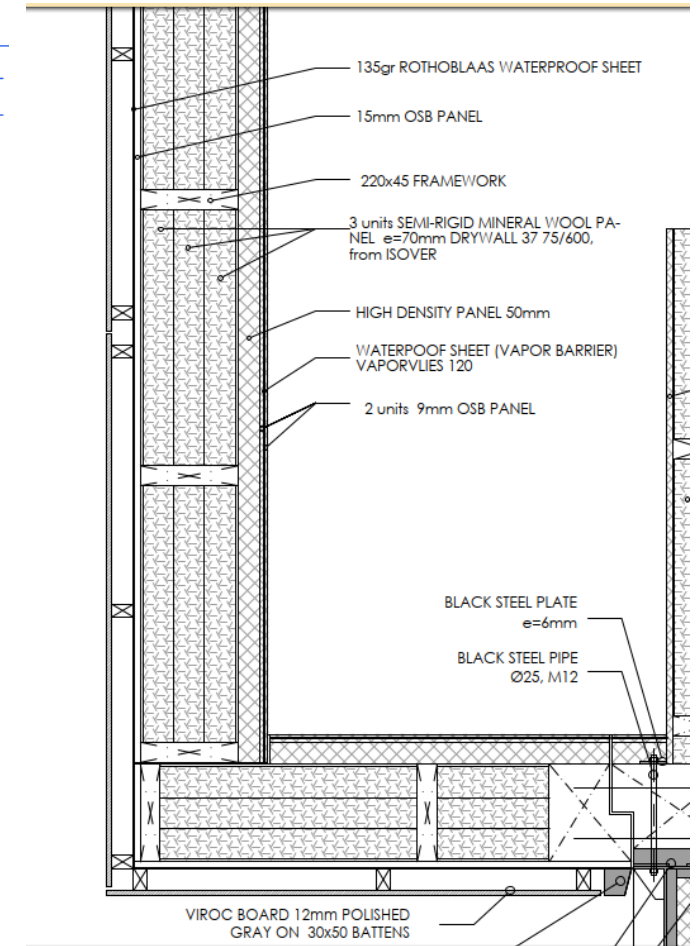 135gr ROTHOBLAAS WATERPROOF SHEET
15mm OSB PANEL
220x45 FRAMEWORK
3 units SEMI-RIGID MINERAL WOOL PA-
NEL e=70mm DRYWALL 37 75/600,
from ISOVER
HIGH DENSITY PANEL 50mm
WATERPOOF SHEET (VAPOR BARRIER)
VAPORVLIES 120
2 units 9mm OSB PANEL
BLACK STEEL PLATE
e=6mm
BLACK STEEL PIPE
Ø25, M12
VIROC BOARD 12mm POLISHED
GRAY ON 30x50 BATTENS